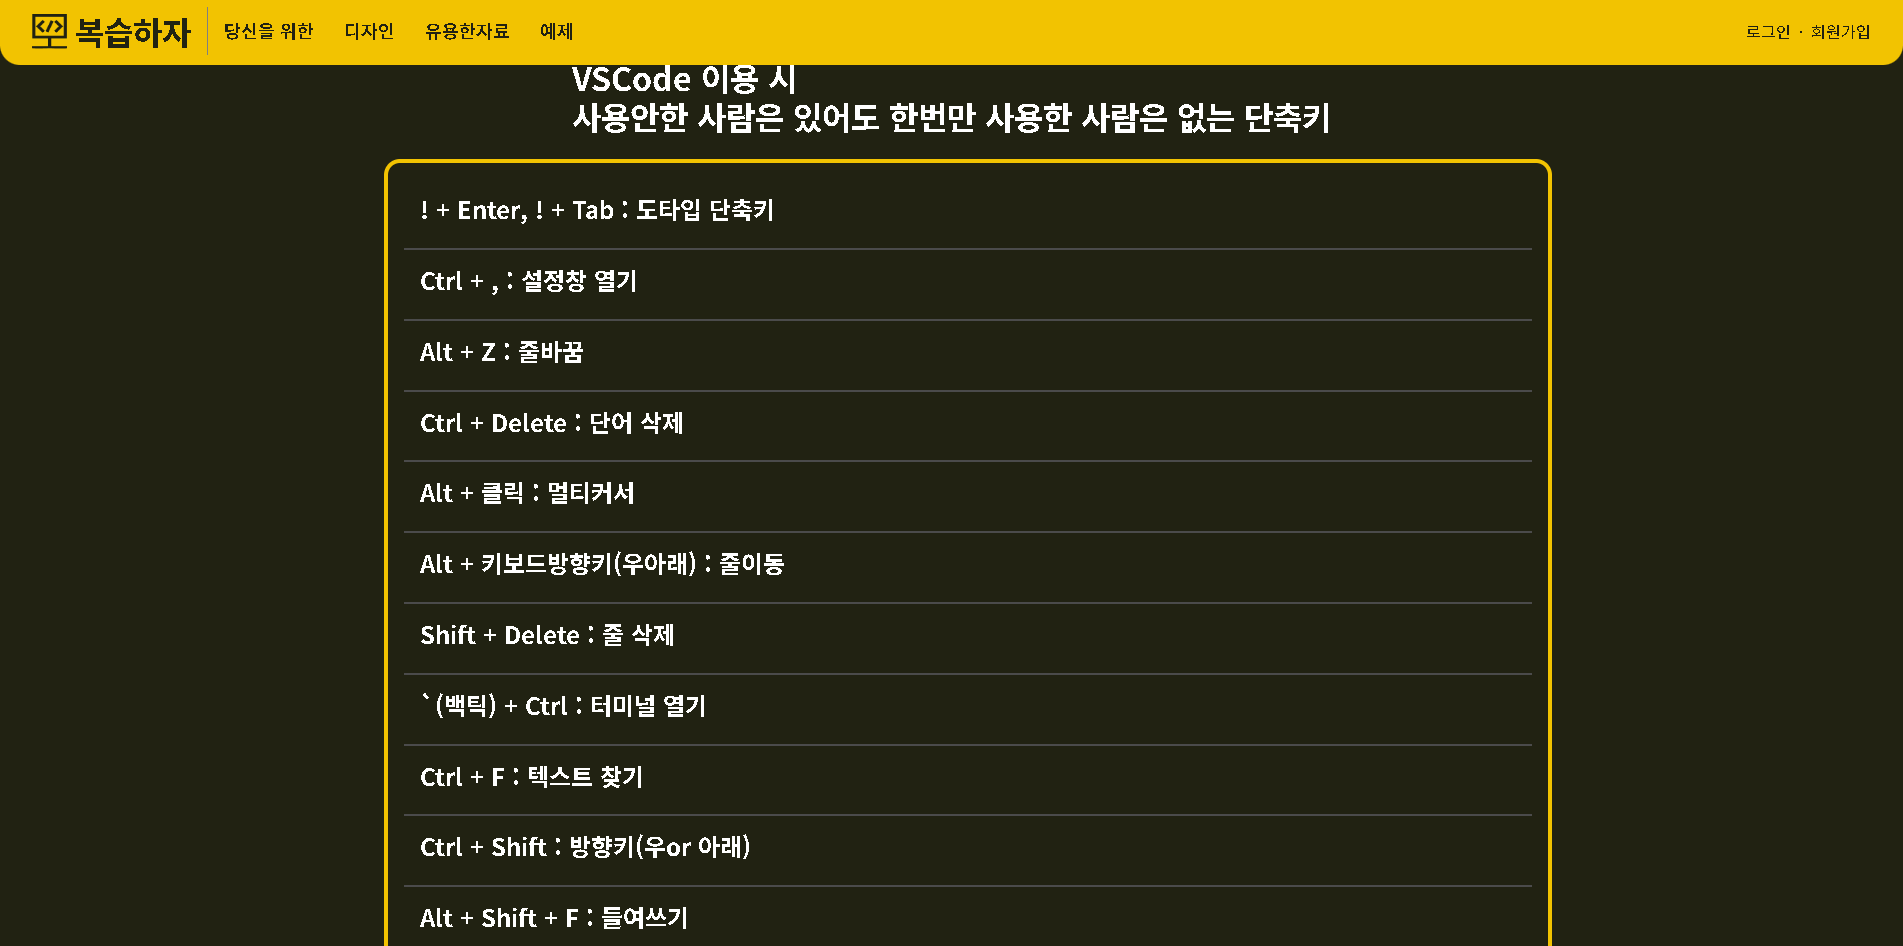 복습하자 당신을 위한 디자인 유용한자료 예제 로그인 · 회원가입
VSCode 이용 시
사용안한 사람은 있어도 한번만 사용한 사람은 없는 단축키
! + Enter, ! + Tab : 도타입 단축키
Ctrl + , : 설정창 열기
Alt + Z : 줄바꿈
Ctrl + Delete : 단어 삭제
Alt + 클릭 : 멀티커서
Alt + 키보드방향키(우아래) : 줄이동
Shift + Delete : 줄 삭제
`(백틱) + Ctrl : 터미널 열기
Ctrl + F : 텍스트 찾기
Ctrl + Shift : 방향키(우or 아래)
Alt + Shift + F : 들여쓰기